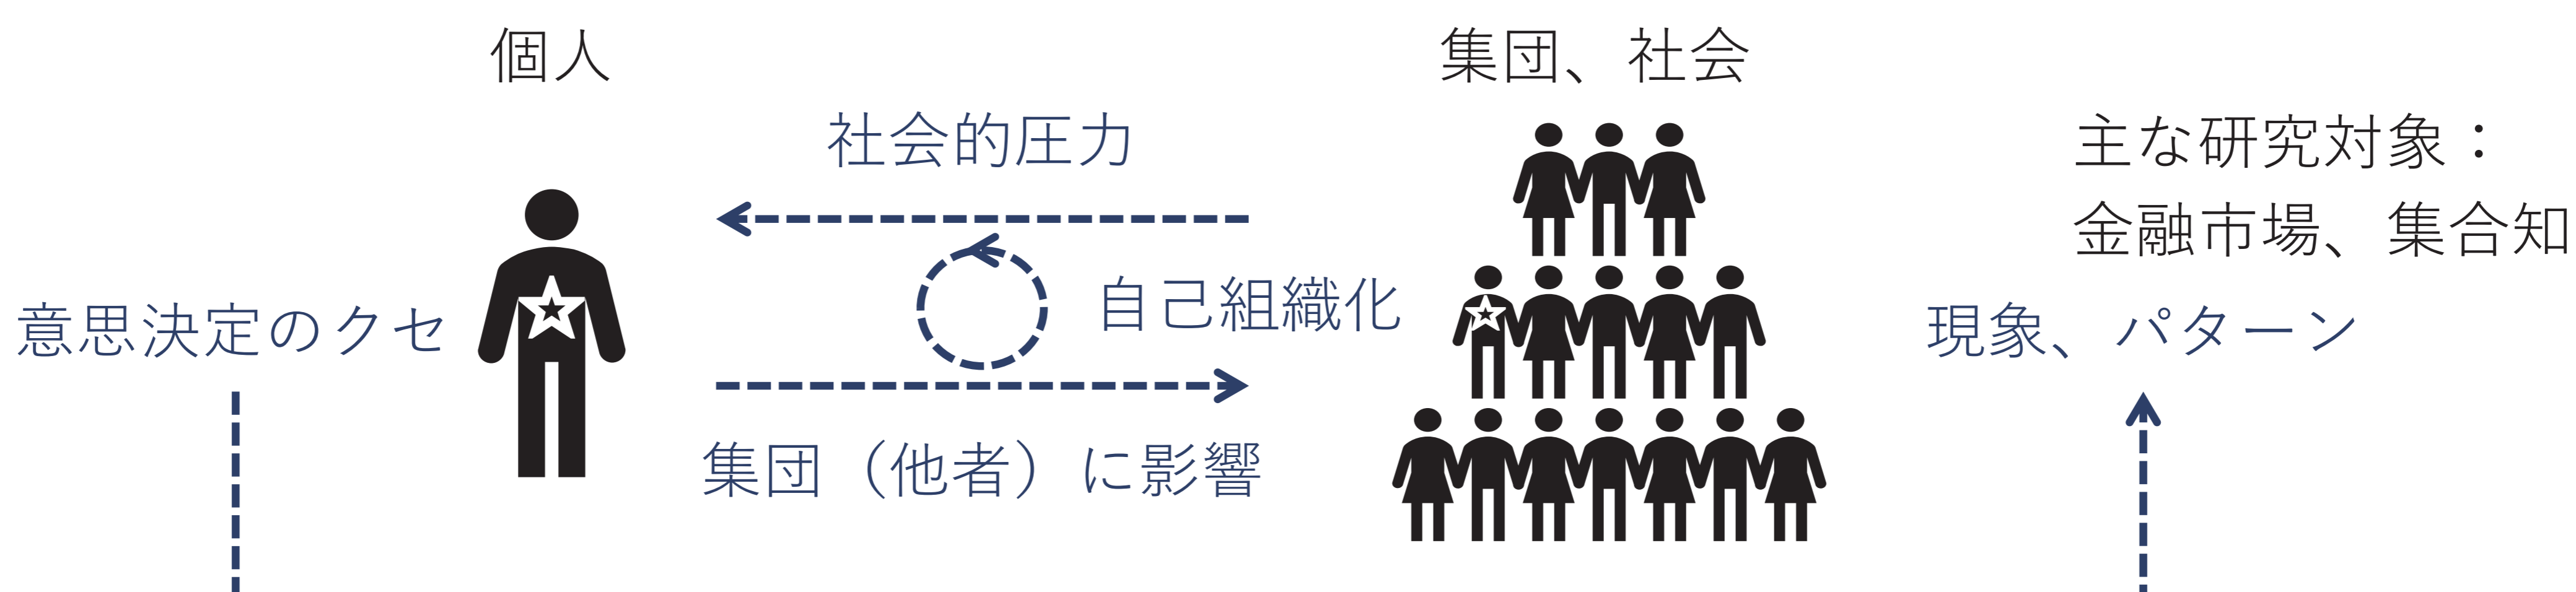 個人
集団、社会
社会的圧力
主な研究対象：
金融市場、集合知
意思決定のクセ
自己組織化
現象、パターン
集団（他者）に影響